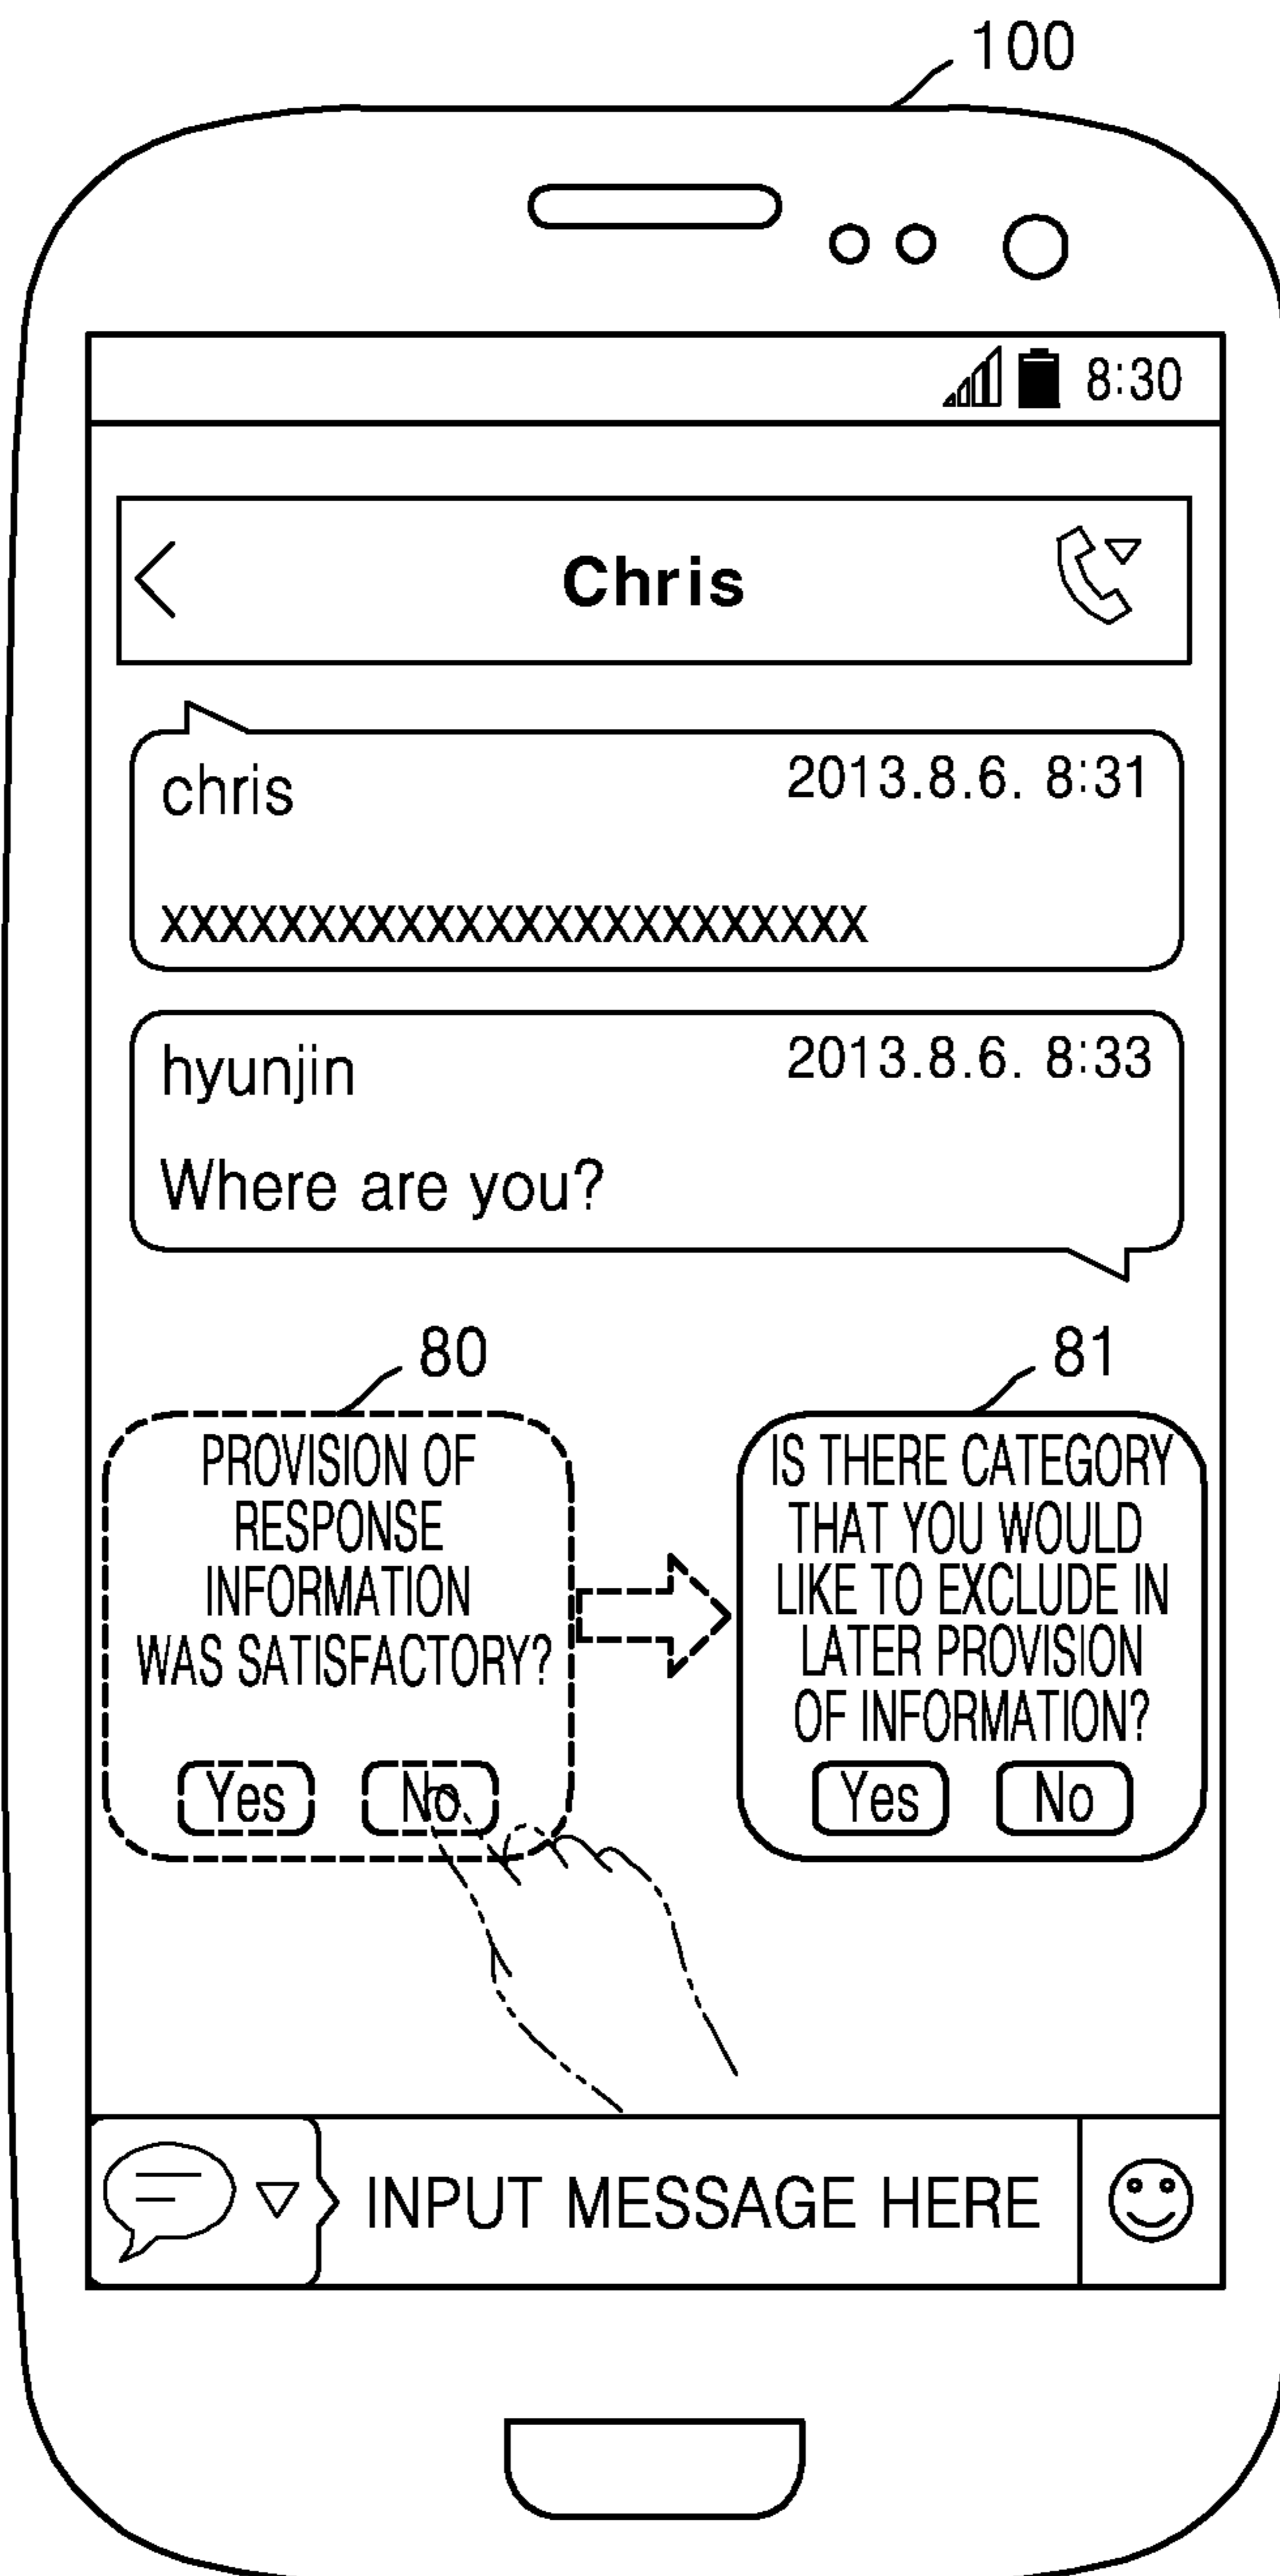 100
8:30
Chris
chris 2013.8.6. 8:31
xxxxxxxxxxxxxxxxxxxxxxxx
hyunjin 2013.8.6. 8:33
Where are you?
80
PROVISION OF
RESPONSE
INFORMATION
WAS SATISFACTORY?
Yes No
81
IS THERE CATEGORY
THAT YOU WOULD
LIKE TO EXCLUDE IN
LATER PROVISION
OF INFORMATION?
Yes No
INPUT MESSAGE HERE